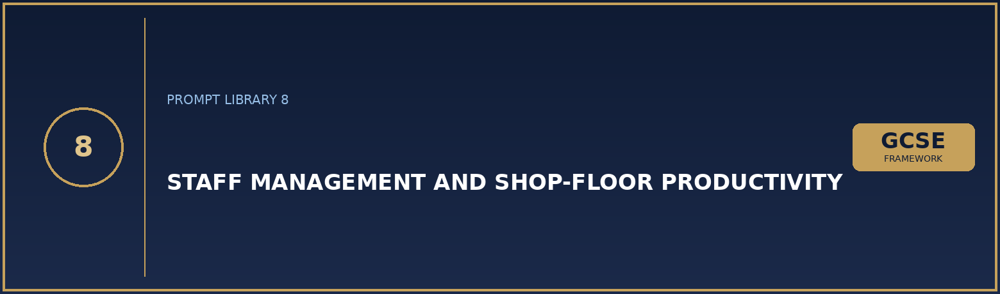 8
PROMPT LIBRARY 8
STAFF MANAGEMENT AND SHOP-FLOOR PRODUCTIVITY
GCSE
FRAMEWORK